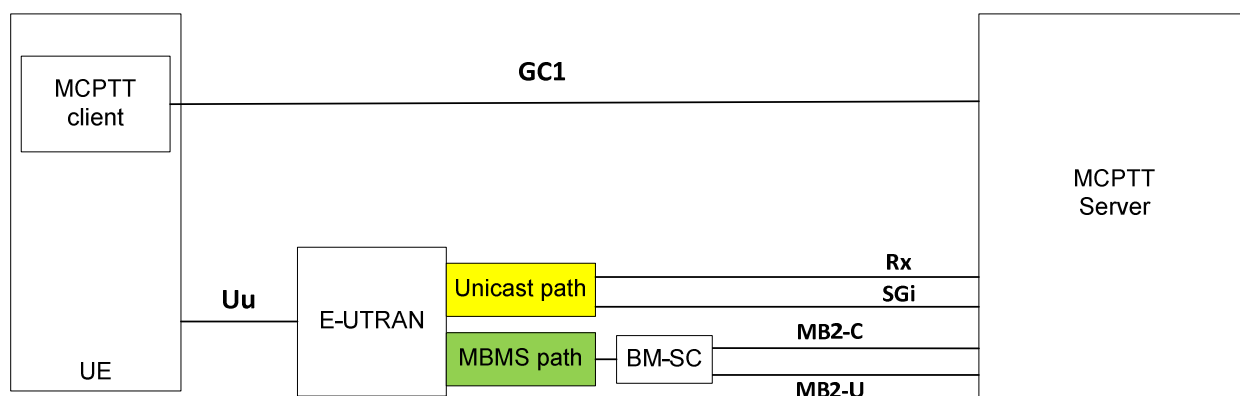 GC1
MCPTT
client
MCPTT
Server
Rx
Unicast path
SGi
Uu
E-UTRAN
MB2-C
MBMS path
BM-SC
UE
MB2-U